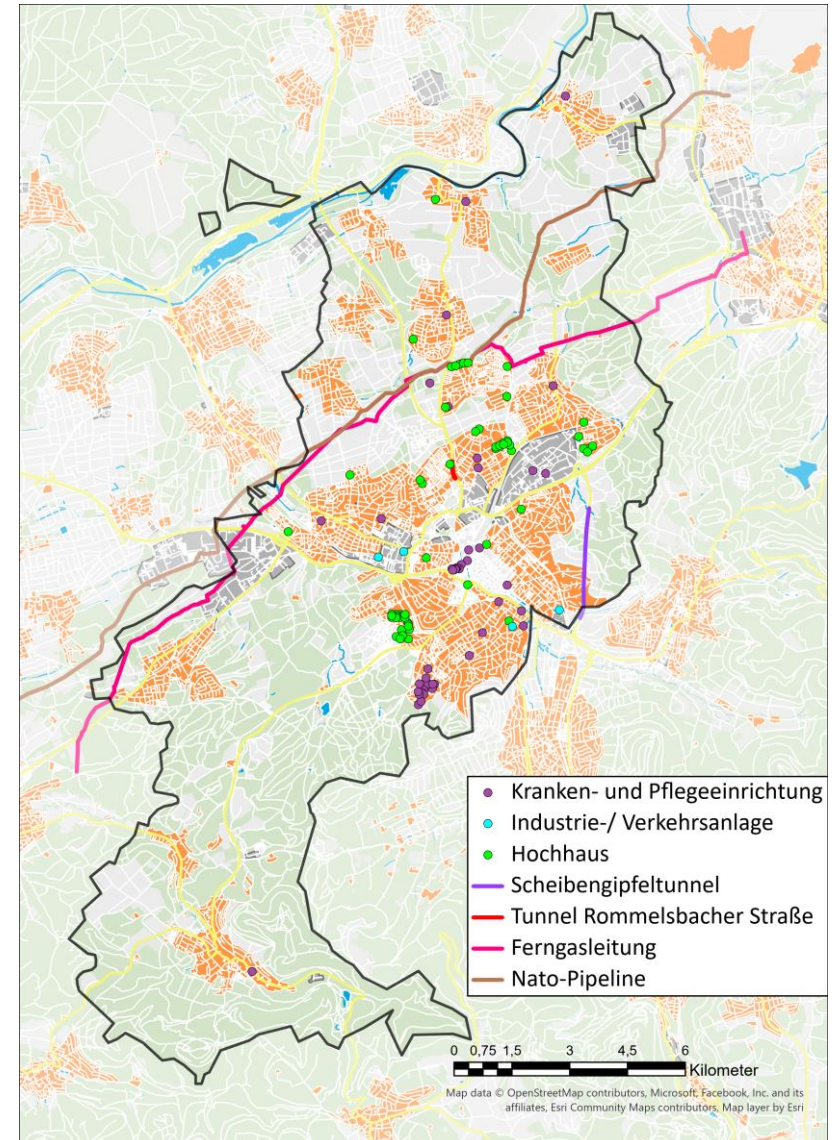 Kranken- und Pflegeeinrichtung
Industrie-/ Verkehrsanlage
Hochhaus
Scheibengipfeltunnel
Tunnel Rommelsbacher Straße
Ferngasleitung
Nato-Pipeline
0 0,75 1,5 3 4,5 6
Kilometer
Map data © OpenStreetMap contributors, Microsoft, Facebook, Inc. and its
affiliates, Esri Community Maps contributors, Map layer by Esri